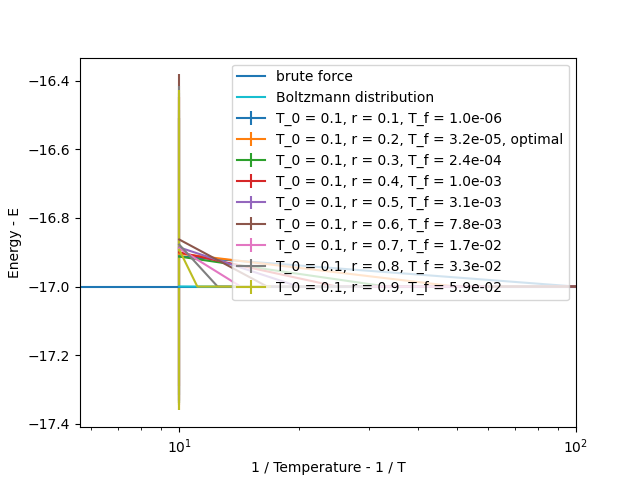 brute force
Boltzmann distribution
T_0 = 0.1, r = 0.1, T_f = 1.0e-06
T_0 = 0.1, r = 0.2, T_f = 3.2e-05, optimal
T_0 = 0.1, r = 0.3, T_f = 2.4e-04
T_0 = 0.1, r = 0.4, T_f = 1.0e-03
T_0 = 0.1, r = 0.5, T_f = 3.1e-03
T_0 = 0.1, r = 0.6, T_f = 7.8e-03
T_0 = 0.1, r = 0.7, T_f = 1.7e-02
T_0 = 0.1, r = 0.8, T_f = 3.3e-02
T_0 = 0.1, r = 0.9, T_f = 5.9e-02
−16.4
−16.6
−16.8
−17.0
−17.2
−17.4
Energy - E
10¹
10²
1 / Temperature - 1 / T